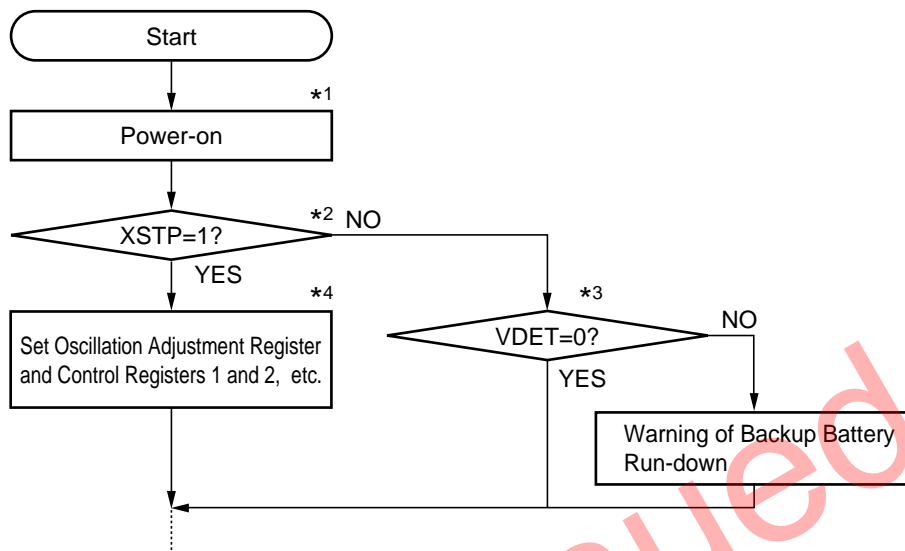 Start
*1
Power-on
*2
XSTP=1?
NO
YES
*4
*3
Set Oscillation Adjustment Register
and Control Registers 1 and 2, etc.
VDET=0?
NO
YES
Warning of Backup Battery
Run-down
ued